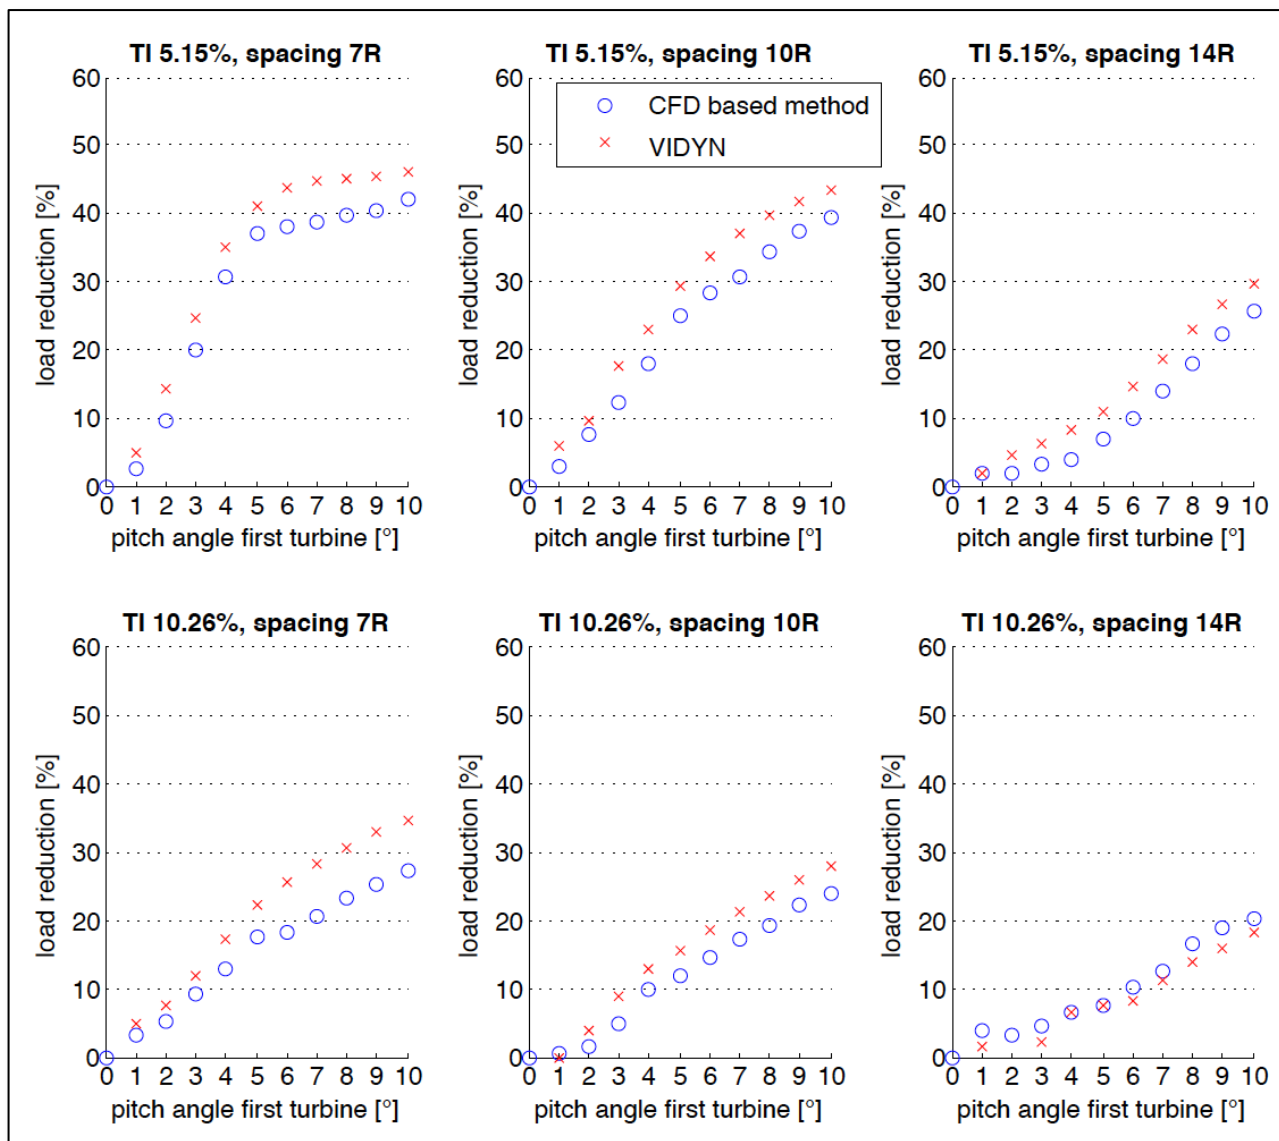 TI 5.15%, spacing 7R
60
50
40
30
20
10
0
load reduction [%]
0 1 2 3 4 5 6 7 8 9 10
pitch angle first turbine [°]
TI 5.15%, spacing 10R
CFD based method
VIDYN
60
50
40
30
20
10
0
load reduction [%]
0 1 2 3 4 5 6 7 8 9 10
pitch angle first turbine [°]
TI 5.15%, spacing 14R
60
50
40
30
20
10
0
load reduction [%]
0 1 2 3 4 5 6 7 8 9 10
pitch angle first turbine [°]
TI 10.26%, spacing 7R
60
50
40
30
20
10
0
load reduction [%]
0 1 2 3 4 5 6 7 8 9 10
pitch angle first turbine [°]
TI 10.26%, spacing 10R
60
50
40
30
20
10
0
load reduction [%]
0 1 2 3 4 5 6 7 8 9 10
pitch angle first turbine [°]
TI 10.26%, spacing 14R
60
50
40
30
20
10
0
load reduction [%]
0 1 2 3 4 5 6 7 8 9 10
pitch angle first turbine [°]